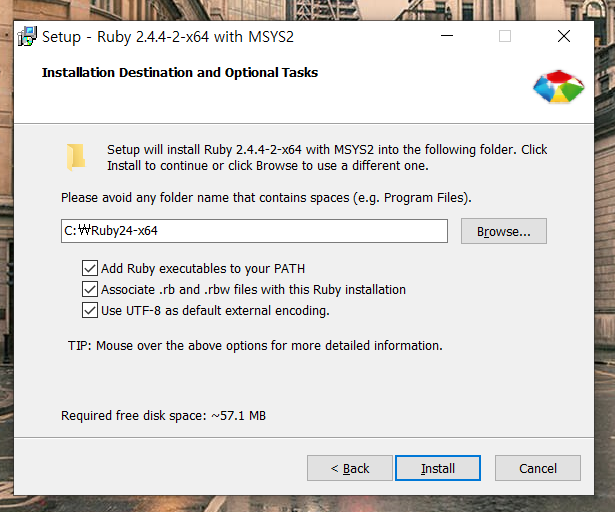 Setup - Ruby 2.4.4-2-x64 with MSYS2
Installation Destination and Optional Tasks
Setup will install Ruby 2.4.4-2-x64 with MSYS2 into the following folder. Click
Install to continue or click Browse to use a different one.
Please avoid any folder name that contains spaces (e.g. Program Files).
C:₩Ruby24-x64
Browse...
Add Ruby executables to your PATH
Associate .rb and .rbw files with this Ruby installation
Use UTF-8 as default external encoding.
TIP: Mouse over the above options for more detailed information.
Required free disk space: ~57.1 MB
< Back
Install
Cancel